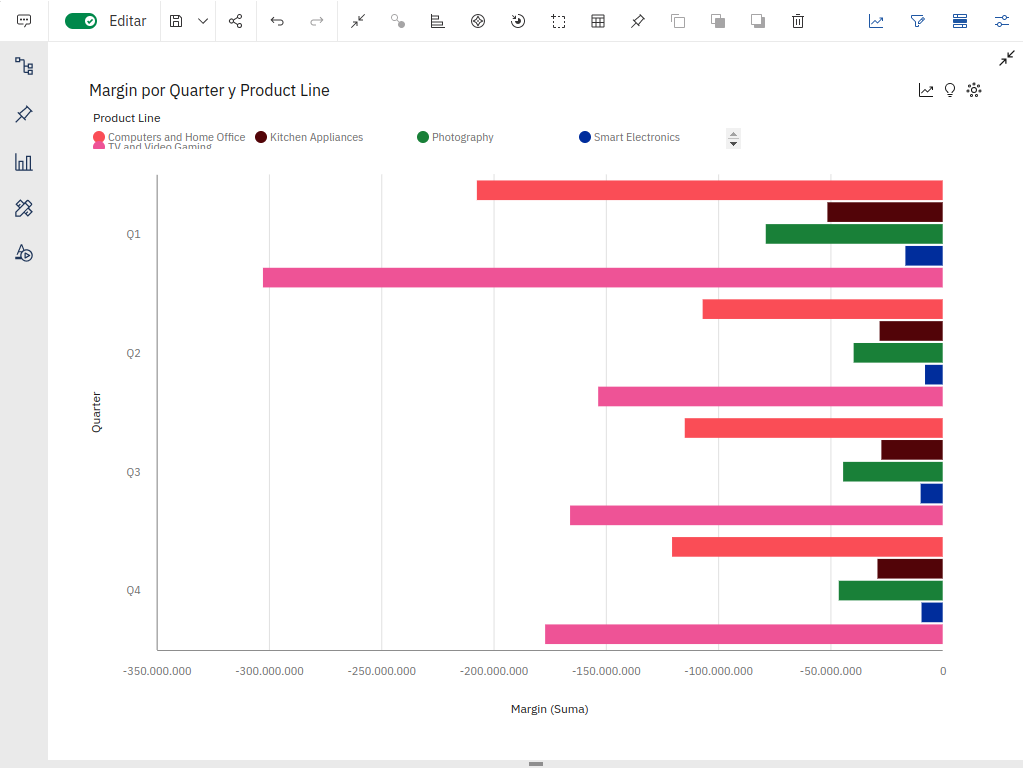 Editar
Margin por Quarter y Product Line
Product Line
Computers and Home Office Kitchen Appliances Photography Smart Electronics
TV and Video Gaming
Q1
Q2
Q3
Q4
Quarter
-350.000.000 -300.000.000 -250.000.000 -200.000.000 -150.000.000 -100.000.000 -50.000.000 0
Margin (Suma)